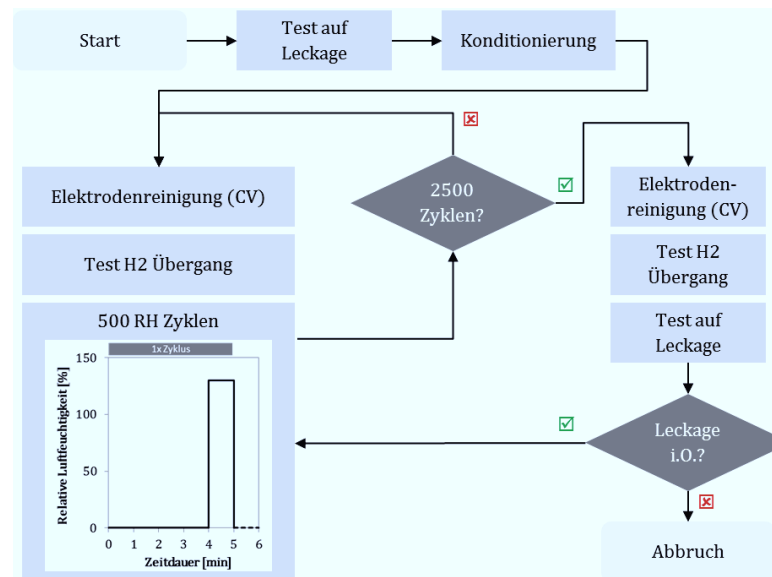 Start
Test auf
Leckage
Konditionierung
Elektrodenreinigung (CV)
2500
Zyklen?
Elektroden-
reinigung (CV)
Test H2 Übergang
Test H2
Übergang
500 RH Zyklen
Test auf
Leckage
1x Zyklus
Relative Luftfeuchtigkeit [%]
150
100
50
0
0 1 2 3 4 5 6
Zeitdauer [min]
Leckage
i.O.?
Abbruch